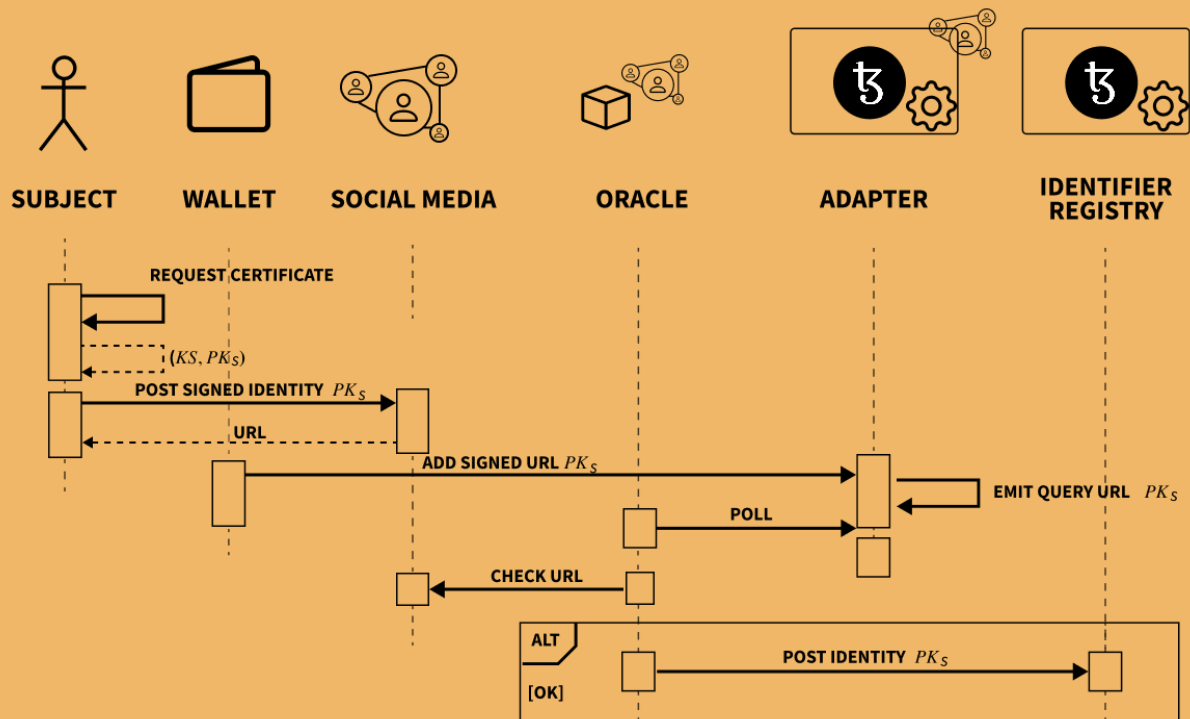 SUBJECT
WALLET
SOCIAL MEDIA
ORACLE
ADAPTER
IDENTIFIER
REGISTRY
REQUEST CERTIFICATE
(KS, PKS)
POST SIGNED IDENTITY PKS
URL
ADD SIGNED URL PKS
EMIT QUERY URL PKS
POLL
CHECK URL
ALT
POST IDENTITY PKS
[OK]